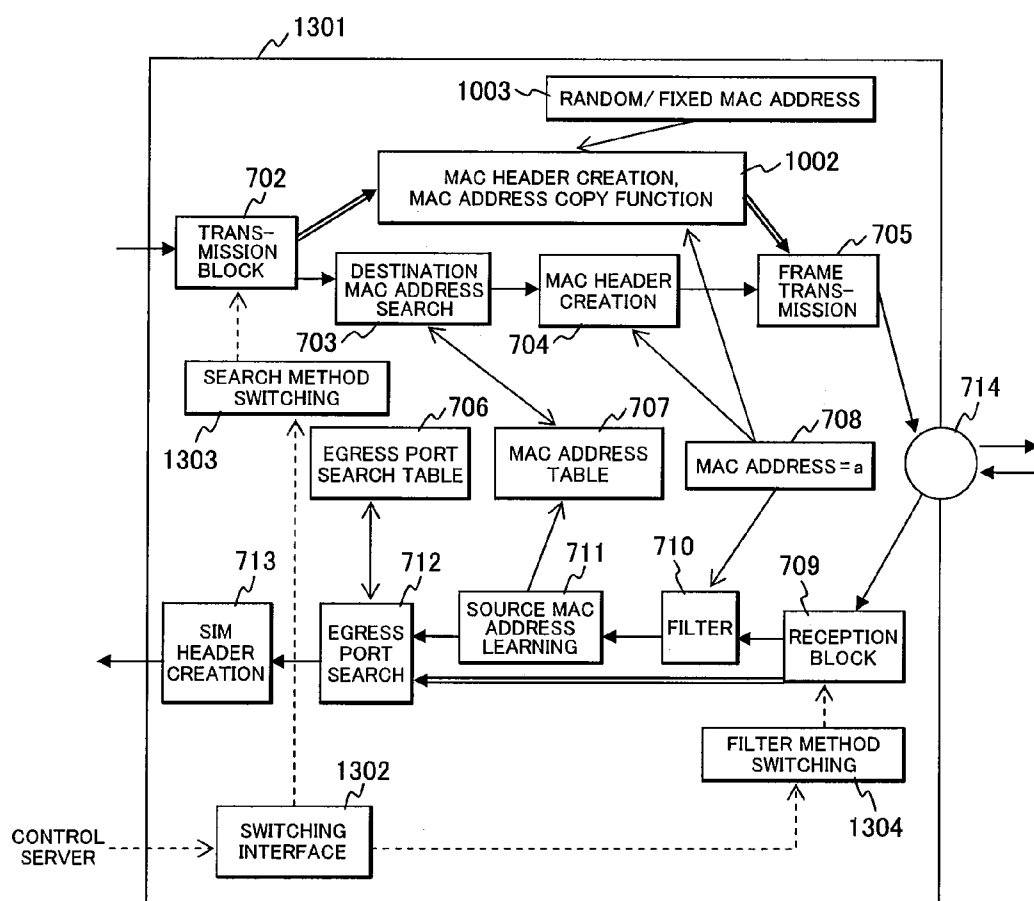 1301
1003
RANDOM/FIXED MAC ADDRESS
1002
MAC HEADER CREATION,
MAC ADDRESS COPY FUNCTION
702
TRANS-
MISSION
BLOCK
703
DESTINATION
MAC ADDRESS
SEARCH
704
MAC HEADER
CREATION
705
FRAME
TRANS-
MISSION
SEARCH METHOD
SWITCHING
1303
706
EGRESS PORT
SEARCH TABLE
707
MAC ADDRESS
TABLE
708
MAC ADDRESS=a
714
713
SIM
HEADER
CREATION
712
EGRESS
PORT
SEARCH
711
SOURCE MAC
ADDRESS
LEARNING
710
FILTER
709
RECEPTION
BLOCK
FILTER METHOD
SWITCHING
1304
1302
SWITCHING
INTERFACE
CONTROL
SERVER